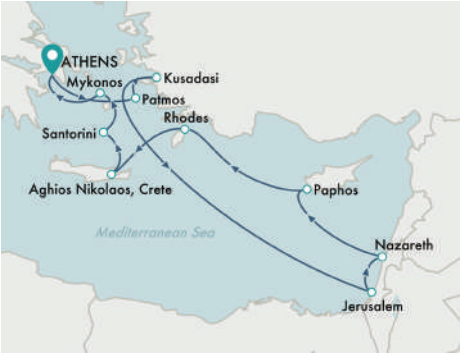 ATHENS
Kusadasi
Mykonos
Patmos
Rhodes
Santorini
Aghios Nikolaos, Crete
Paphos
Mediterranean Sea
Nazareth
Jerusalem